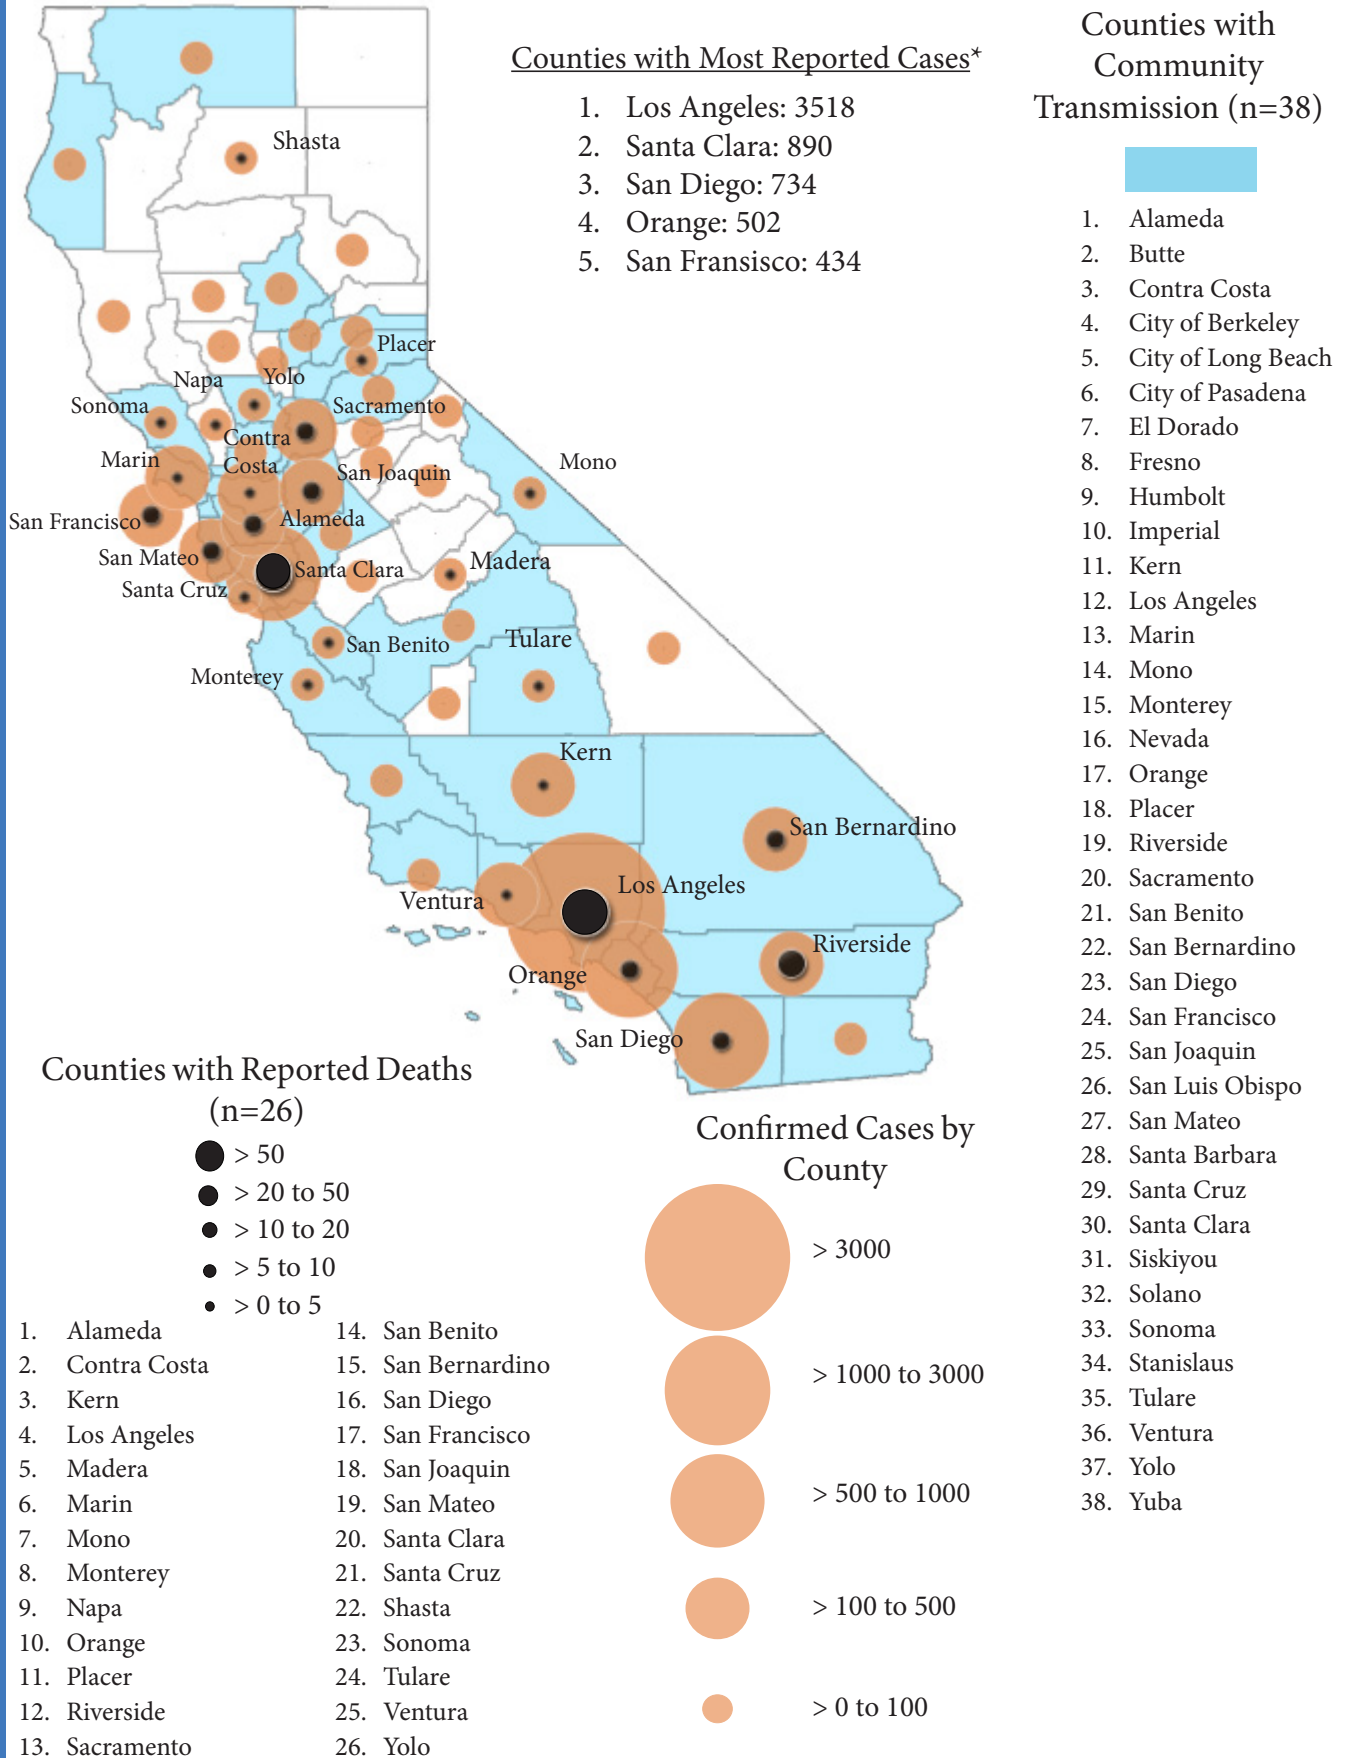 Counties with Most Reported Cases*
1. Los Angeles: 3518
2. Santa Clara: 890
3. San Diego: 734
4. Orange: 502
5. San Fransisco: 434
Counties with
Community
Transmission (n=38)
1. Alameda
2. Butte
3. Contra Costa
4. City of Berkeley
5. City of Long Beach
6. City of Pasadena
7. El Dorado
8. Fresno
9. Humbolt
10. Imperial
11. Kern
12. Los Angeles
13. Marin
14. Mono
15. Monterey
16. Nevada
17. Orange
18. Placer
19. Riverside
20. Sacramento
21. San Benito
22. San Bernardino
23. San Diego
24. San Francisco
25. San Joaquin
26. San Luis Obispo
27. San Mateo
28. Santa Barbara
29. Santa Cruz
30. Santa Clara
31. Siskiyou
32. Solano
33. Sonoma
34. Stanislaus
35. Tulare
36. Ventura
37. Yolo
38. Yuba
Shasta
Placer
Napa
Yolo
Sonoma
Sacramento
Contra
Costa
Marin
San Joaquin
Mono
San Francisco
Alameda
San Mateo
Santa Clara
Madera
Santa Cruz
San Benito
Tulare
Monterey
Kern
San Bernardino
Los Angeles
Ventura
Riverside
Orange
San Diego
Counties with Reported Deaths
(n=26)
> 50
> 20 to 50
> 10 to 20
> 5 to 10
> 0 to 5
1. Alameda
2. Contra Costa
3. Kern
4. Los Angeles
5. Madera
6. Marin
7. Mono
8. Monterey
9. Napa
10. Orange
11. Placer
12. Riverside
13. Sacramento
14. San Benito
15. San Bernardino
16. San Diego
17. San Francisco
18. San Joaquin
19. San Mateo
20. Santa Clara
21. Santa Cruz
22. Shasta
23. Sonoma
24. Tulare
25. Ventura
26. Yolo
Confirmed Cases by
County
> 3000
> 1000 to 3000
> 500 to 1000
> 100 to 500
> 0 to 100